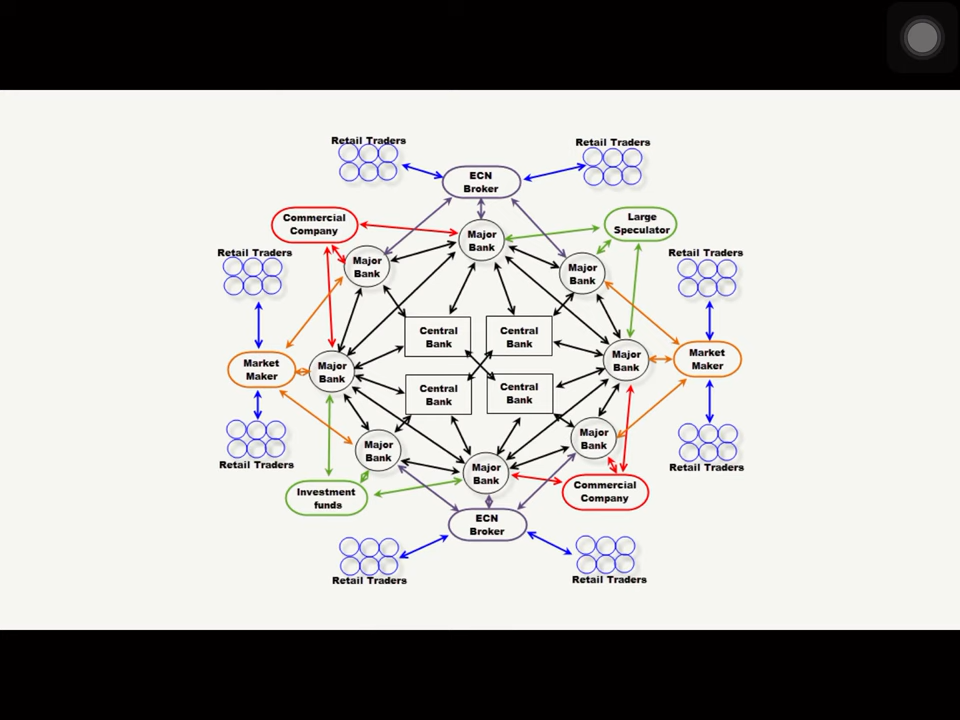 Retail Traders
Retail Traders
ECN
Broker
Commercial
Company
Large
Speculator
Major
Bank
Retail Traders
Major
Bank
Major
Bank
Retail Traders
Central
Bank
Central
Bank
Market
Maker
Major
Bank
Major
Bank
Market
Maker
Central
Bank
Central
Bank
Retail Traders
Major
Bank
Major
Bank
Major
Bank
Retail Traders
Investment
funds
Commercial
Company
ECN
Broker
Retail Traders
Retail Traders